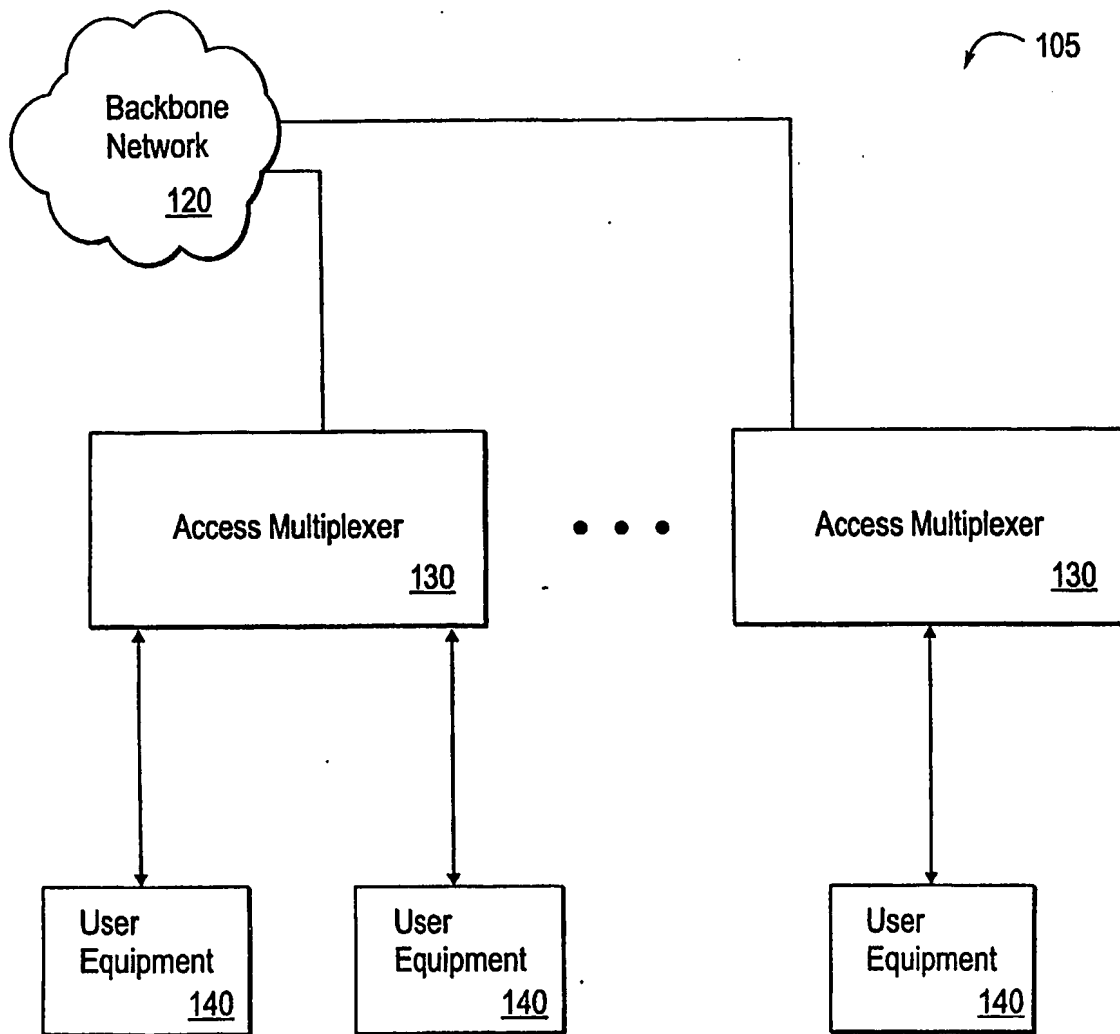 105
Backbone
Network
120
Access Multiplexer
130
Access Multiplexer
130
User
Equipment
140
User
Equipment
140
User
Equipment
140